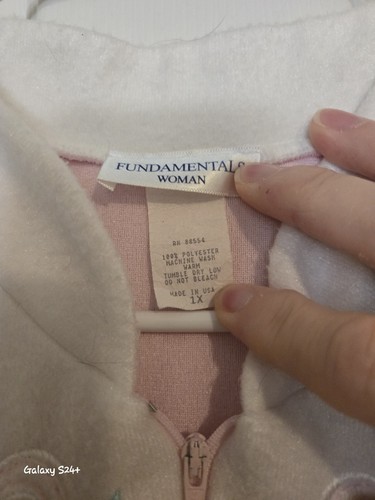 FUNDAMENTALS
WOMAN
RN 88554
100% POLYESTER
MACHINE WASH
WARM
TUMBLE DRY LOW
DO NOT BLEACH
MADE IN USA
1X
Galaxy S24+